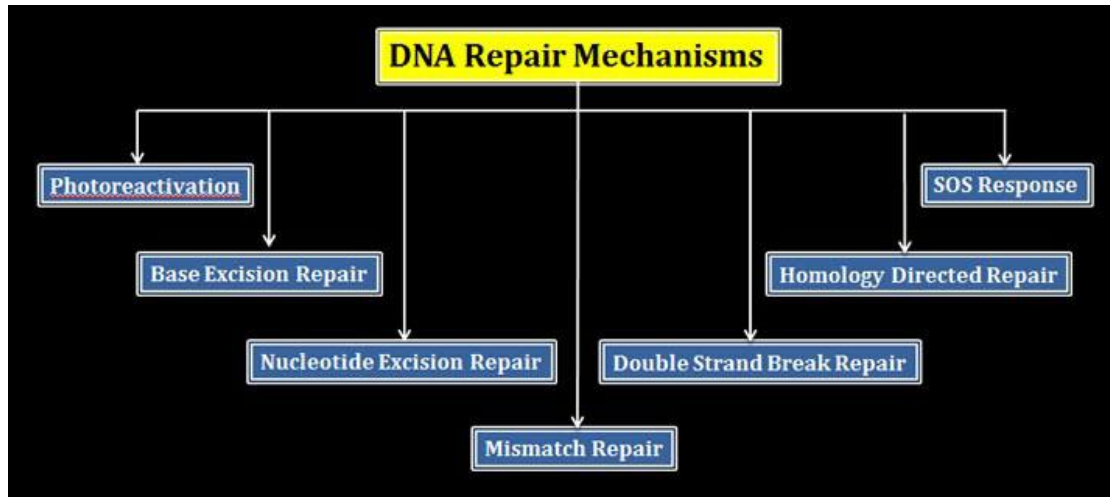 DNA Repair Mechanisms
Photoreactivation
SOS Response
Base Excision Repair
Homology Directed Repair
Nucleotide Excision Repair
Double Strand Break Repair
Mismatch Repair